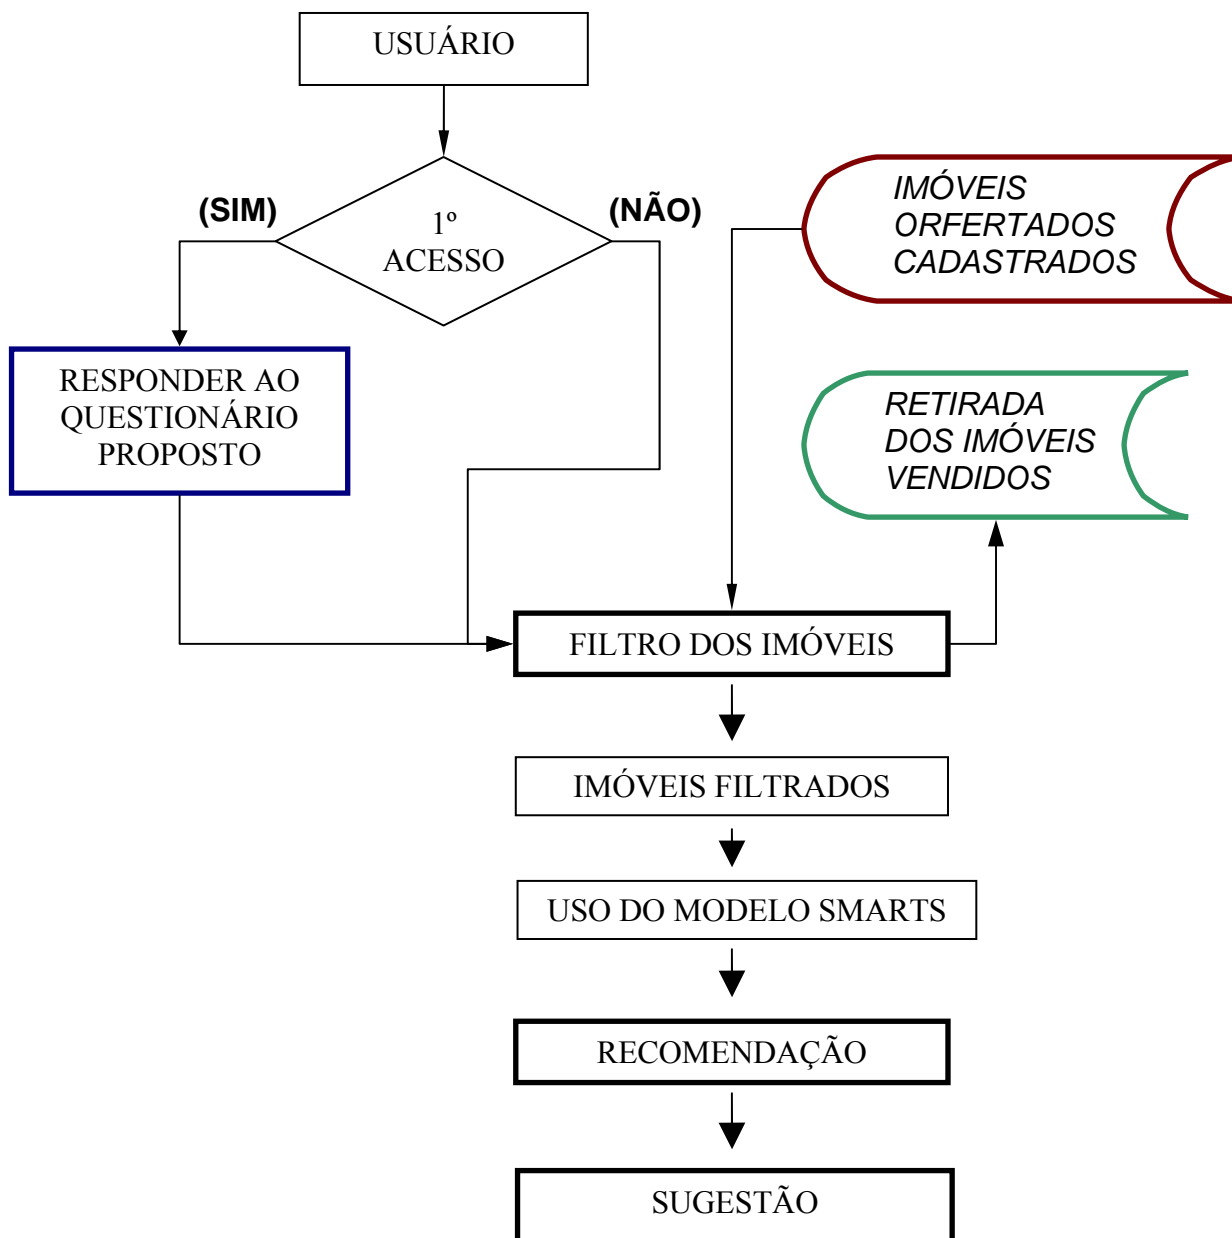 USUÁRIO
(SIM)
(NÃO)
1º
ACESSO
IMÓVEIS
ORFERTADOS
CADASTRADOS
RESPONDER AO
QUESTIONÁRIO
PROPOSTO
RETIRADA
DOS IMÓVEIS
VENDIDOS
FILTRO DOS IMÓVEIS
IMÓVEIS FILTRADOS
USO DO MODELO SMARTS
RECOMENDAÇÃO
SUGESTÃO